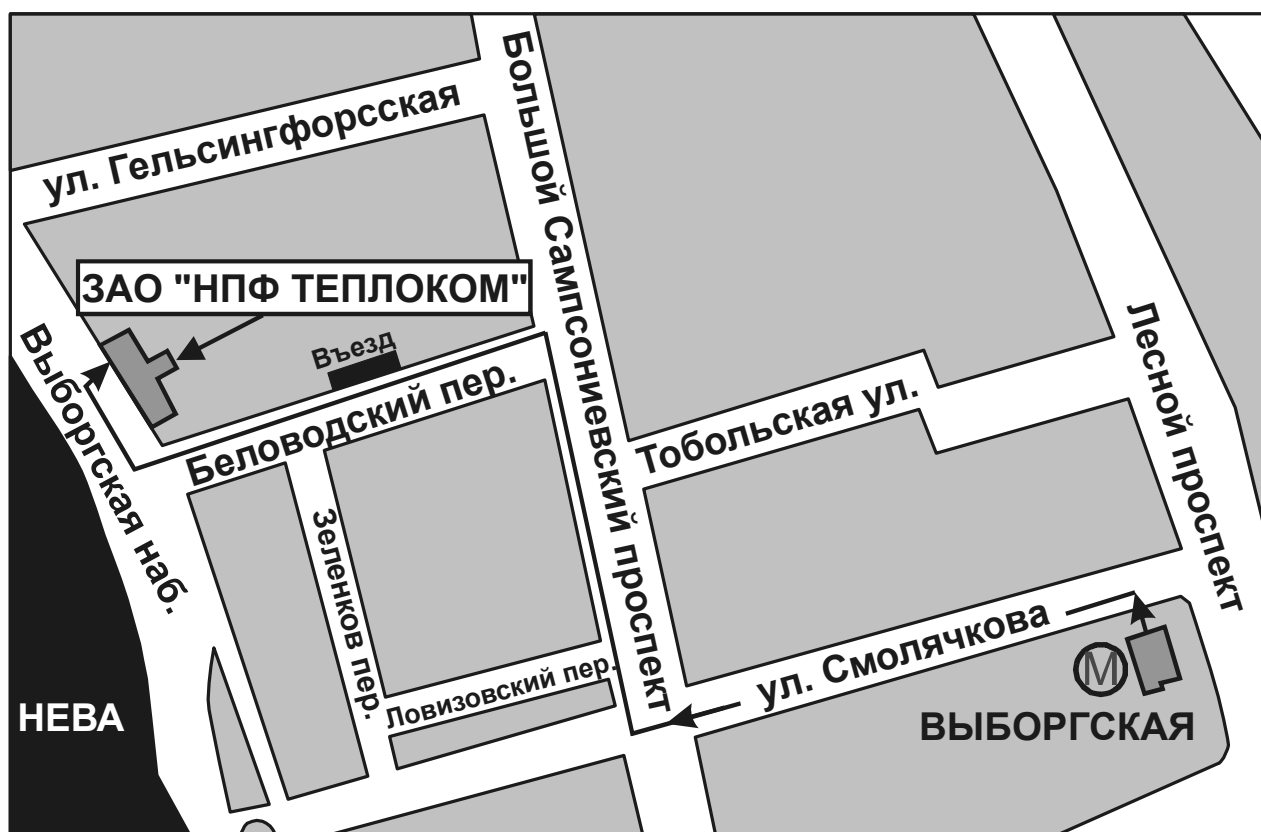 ул. Гельсингфорсская
Большой Сампсониевский проспект
ЗАО "НПФ ТЕПЛОКОМ"
Въезд
Беловодский пер.
Выборгская наб.
Тобольская ул.
Лесной проспект
Зеленков пер.
Ловизовский пер.
ул. Смолячкова
М
ВЫБОРГСКАЯ
НЕВА